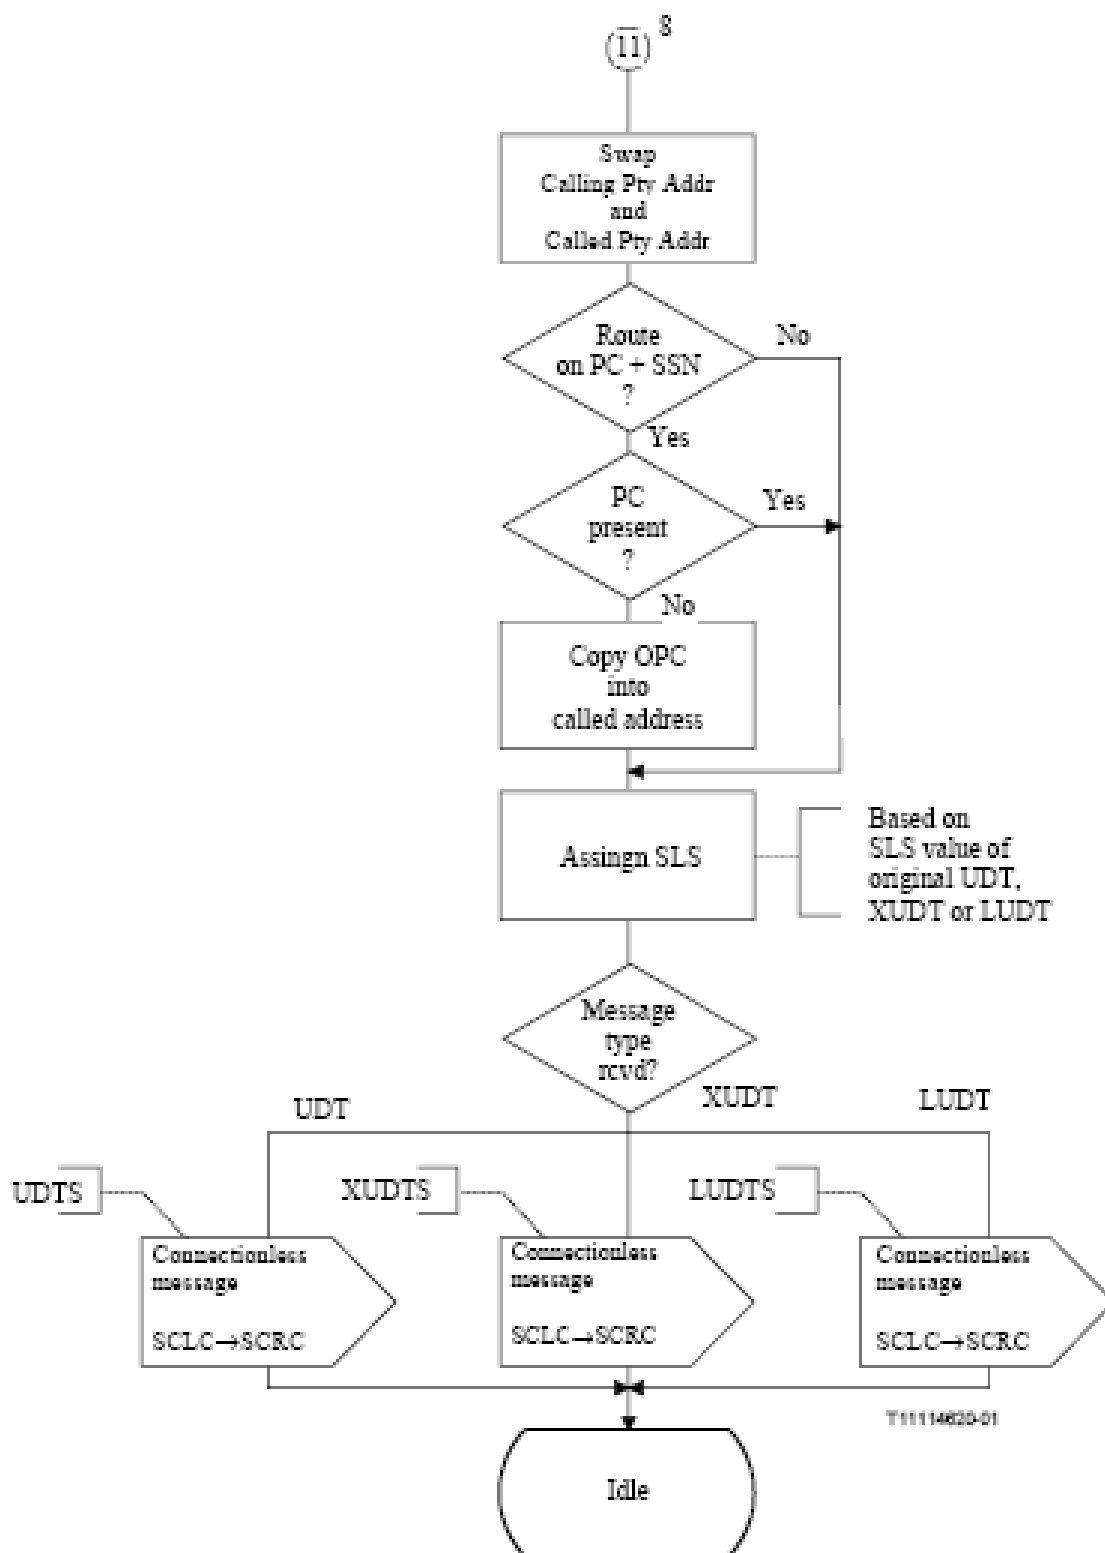 8
11
Swap
Calling Pty Addr
and
Called Pty Addr
Route
on PC + SSN
?
No
Yes
PC
present
?
Yes
No
Copy OPC
into
called address
Assingn SLS
Based on
SLS value of
original UDT,
XUDT or LUDT
Message
type
rcvd?
UDT
XUDT
LUDT
UDTS
XUDTS
LUDTS
Connectionless
message
SCLC→SCRC
Connectionless
message
SCLC→SCRC
Connectionless
message
SCLC→SCRC
T11114620-01
Idle